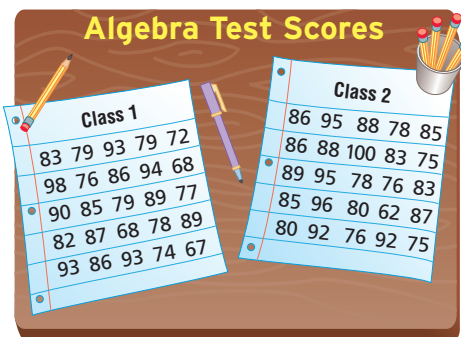 Algebra Test Scores
Class 1
83 79 93 79 72
98 76 86 94 68
90 85 79 89 77
82 87 68 78 89
93 86 93 74 67
Class 2
86 95 88 78 85
86 88 100 83 75
89 95 78 76 83
85 96 80 62 87
80 92 76 92 75